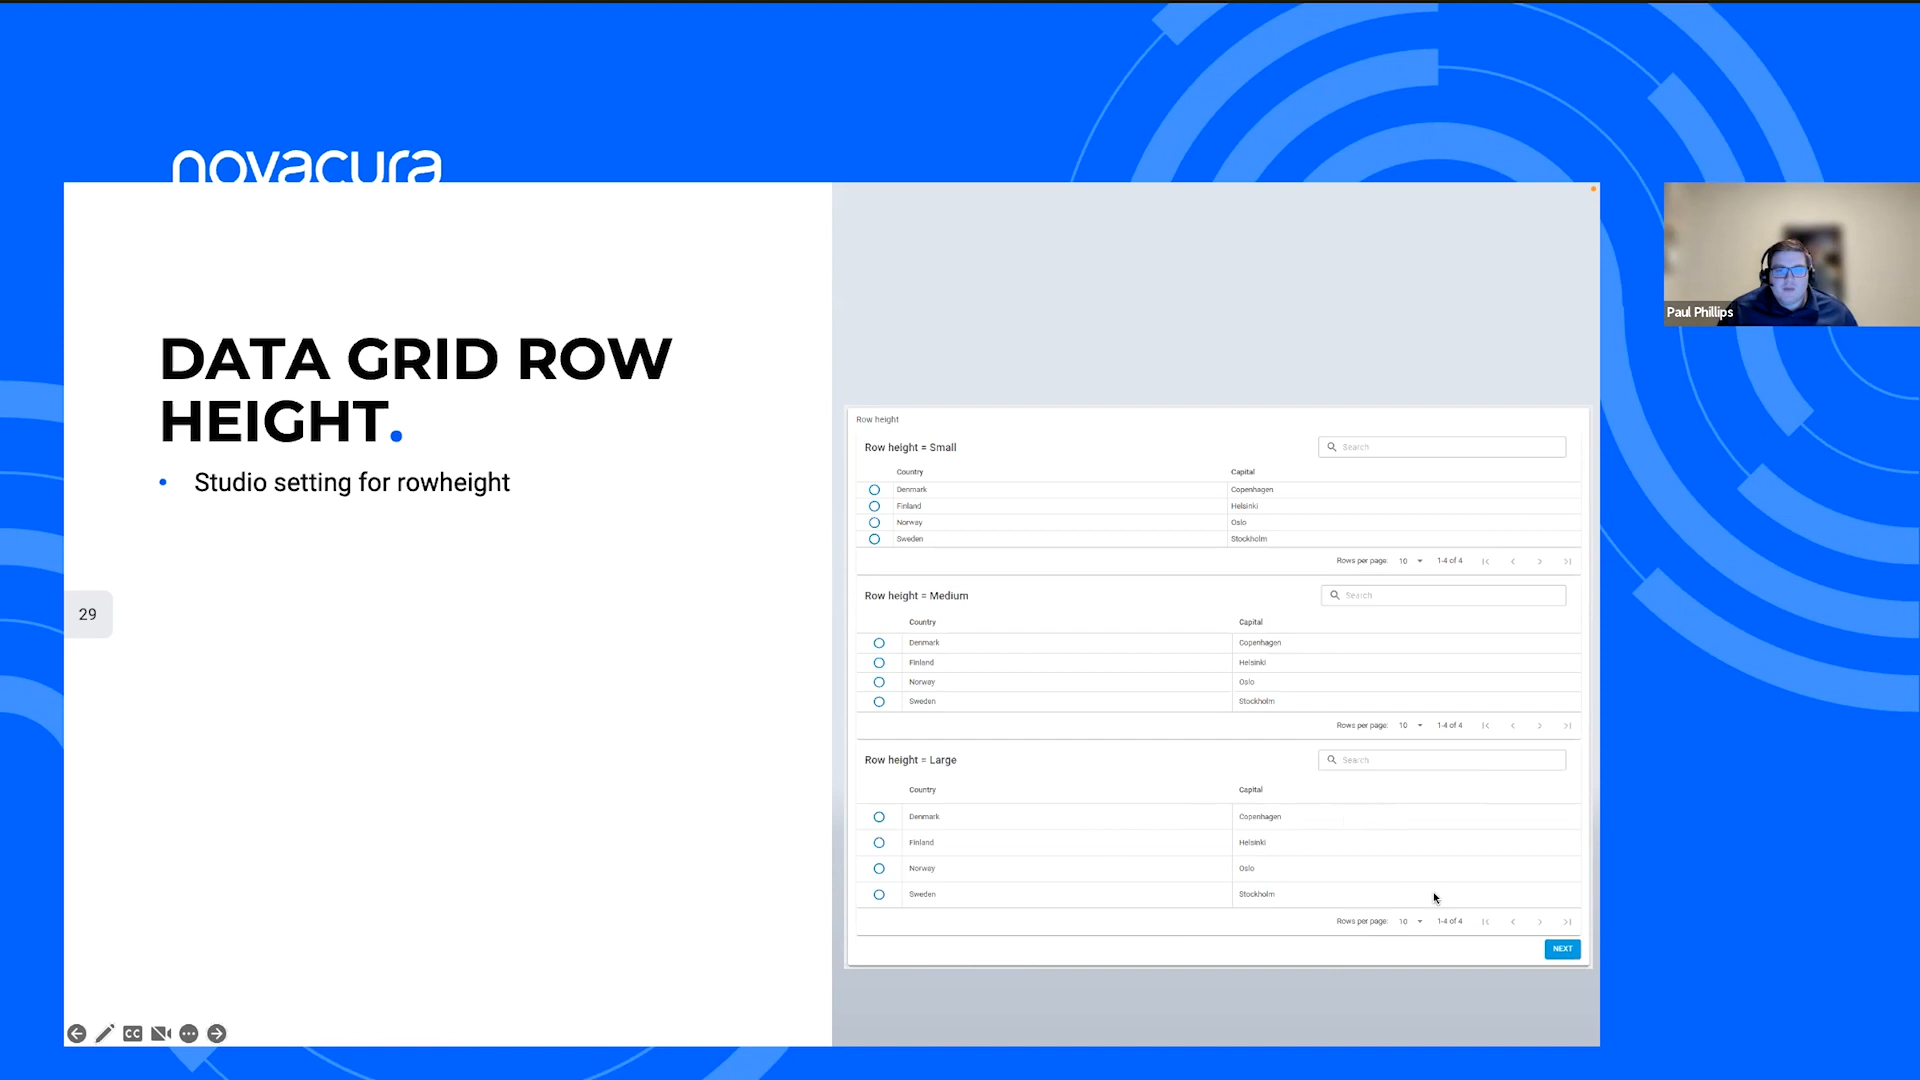 novacura
Paul Phillips
DATA GRID ROW
HEIGHT.
• Studio setting for rowheight
29
Row height
Row height = Small
Search
Country Capital
Denmark Copenhagen
Finland Helsinki
Norway Oslo
Sweden Stockholm
Rows per page: 10 1-4 of 4
Row height = Medium
Search
Country Capital
Denmark Copenhagen
Finland Helsinki
Norway Oslo
Sweden Stockholm
Rows per page: 10 1-4 of 4
Row height = Large
Search
Country Capital
Denmark Copenhagen
Finland Helsinki
Norway Oslo
Sweden Stockholm
Rows per page: 10 1-4 of 4
NEXT
CC